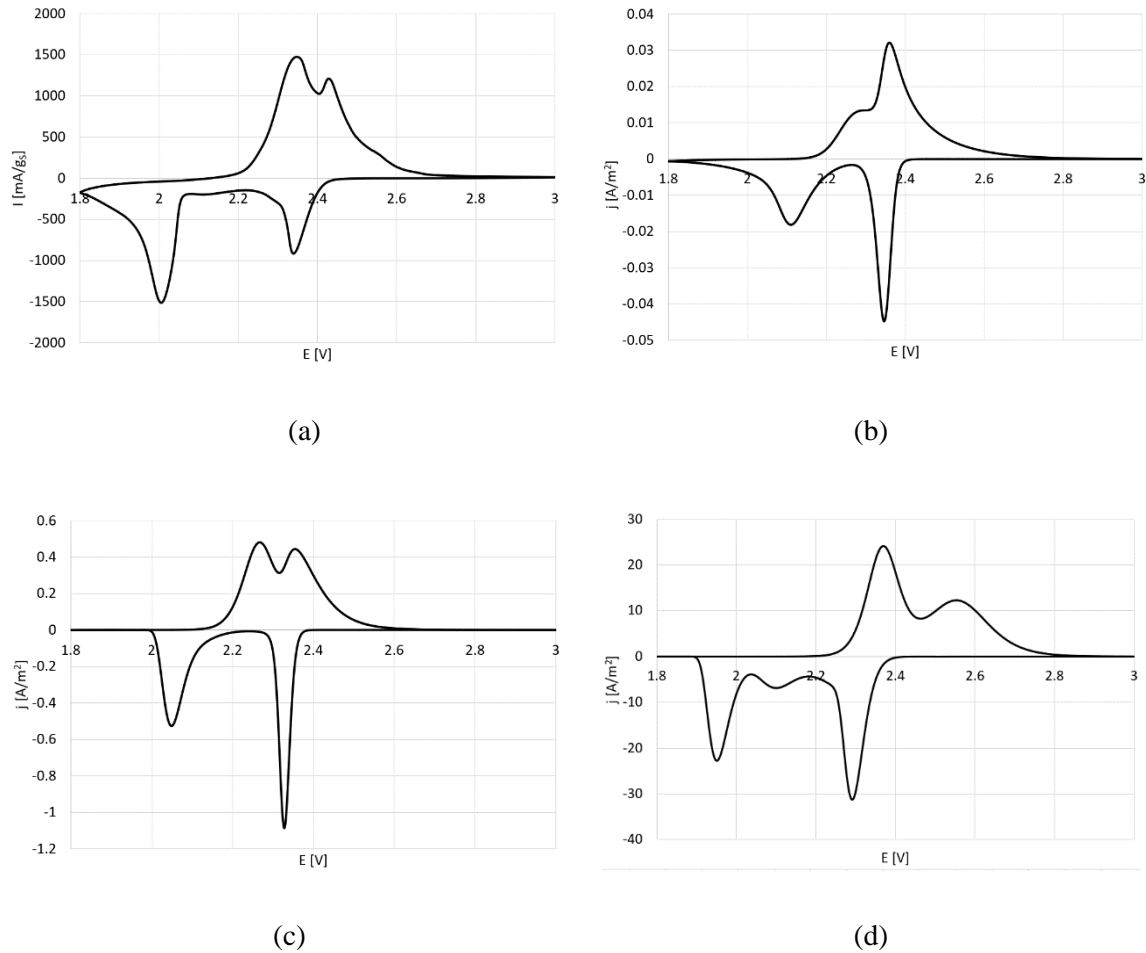 2000
1500
1000
500
0
-500
-1000
-1500
-2000
1.8 2 2.2 2.4 2.6 2.8 3
I [mA/gₛ]
E [V]
(a)
0.04
0.03
0.02
0.01
0
-0.01
-0.02
-0.03
-0.04
-0.05
1.8 2 2.2 2.4 2.6 2.8 3
j [A/m²]
E [V]
(b)
0.6
0.4
0.2
0
-0.2
-0.4
-0.6
-0.8
-1
-1.2
1.8 2 2.2 2.4 2.6 2.8 3
j [A/m²]
E [V]
(c)
30
20
10
0
-10
-20
-30
-40
1.8 2 2.2 2.4 2.6 2.8 3
j [A/m²]
E [V]
(d)